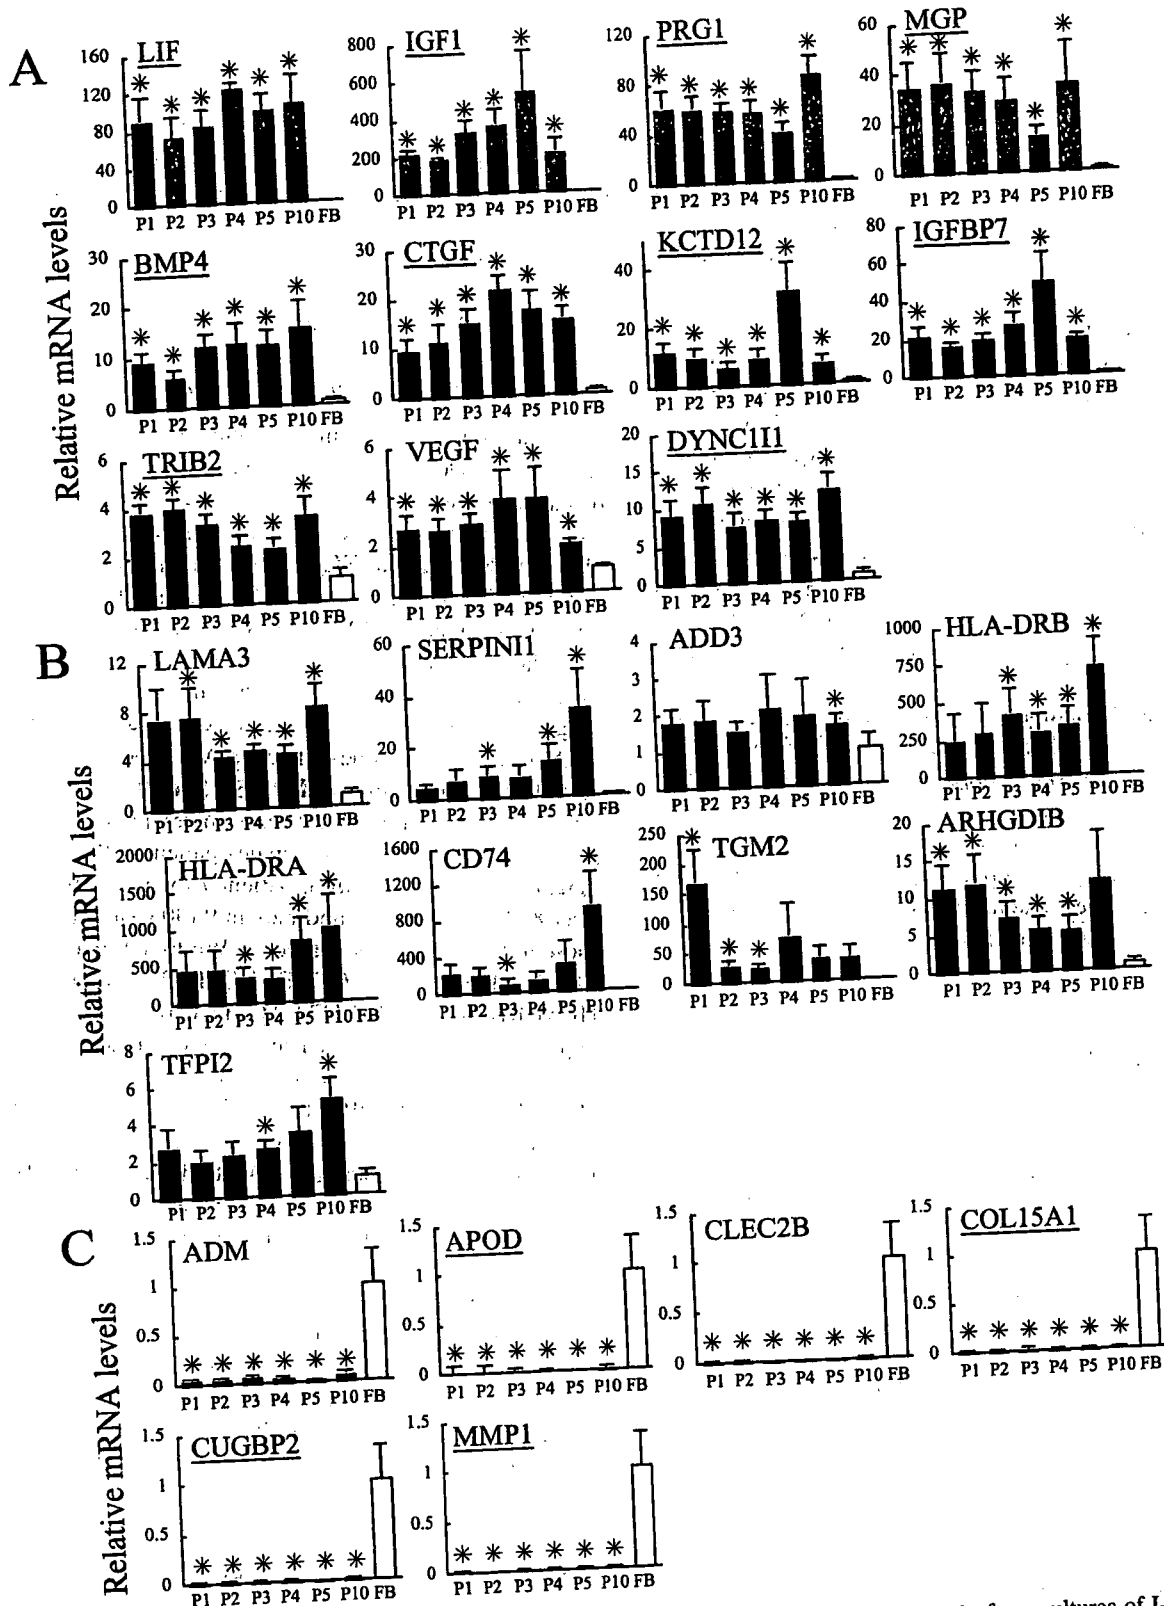 A
Relative mRNA levels
LIF
160
120
80
40
0
P1 P2 P3 P4 P5 P10 FB
IGF1
800
600
400
200
0
P1 P2 P3 P4 P5 P10 FB
PRG1
120
80
40
0
P1 P2 P3 P4 P5 P10 FB
MGP
60
40
20
0
P1 P2 P3 P4 P5 P10 FB
BMP4
30
20
10
0
P1 P2 P3 P4 P5 P10 FB
CTGF
30
20
10
0
P1 P2 P3 P4 P5 P10 FB
KCTD12
40
20
0
P1 P2 P3 P4 P5 P10 FB
IGFBP7
80
60
40
20
0
P1 P2 P3 P4 P5 P10 FB
TRIB2
6
4
2
0
P1 P2 P3 P4 P5 P10 FB
VEGF
6
4
2
0
P1 P2 P3 P4 P5 P10 FB
DYNC1I1
20
15
10
5
0
P1 P2 P3 P4 P5 P10 FB
B
Relative mRNA levels
LAMA3
12
8
4
0
P1 P2 P3 P4 P5 P10 FB
SERPINI1
60
40
20
0
P1 P2 P3 P4 P5 P10 FB
ADD3
4
3
2
1
0
P1 P2 P3 P4 P5 P10 FB
HLA-DRB
1000
750
500
250
0
P1 P2 P3 P4 P5 P10 FB
HLA-DRA
2000
1500
1000
500
0
P1 P2 P3 P4 P5 P10 FB
CD74
1600
1200
800
400
0
P1 P2 P3 P4 P5 P10 FB
TGM2
250
200
150
100
50
0
P1 P2 P3 P4 P5 P10 FB
ARHGDIB
20
15
10
5
0
P1 P2 P3 P4 P5 P10 FB
TFPI2
8
6
4
2
0
P1 P2 P3 P4 P5 P10 FB
C
Relative mRNA levels
ADM
1.5
1
0.5
0
P1 P2 P3 P4 P5 P10 FB
APOD
1.5
1
0.5
0
P1 P2 P3 P4 P5 P10 FB
CLEC2B
1.5
1
0.5
0
P1 P2 P3 P4 P5 P10 FB
COL15A1
1.5
1
0.5
0
P1 P2 P3 P4 P5 P10 FB
CUGBP2
1.5
1
0.5
0
P1 P2 P3 P4 P5 P10 FB
MMP1
1.5
1
0.5
0
P1 P2 P3 P4 P5 P10 FB